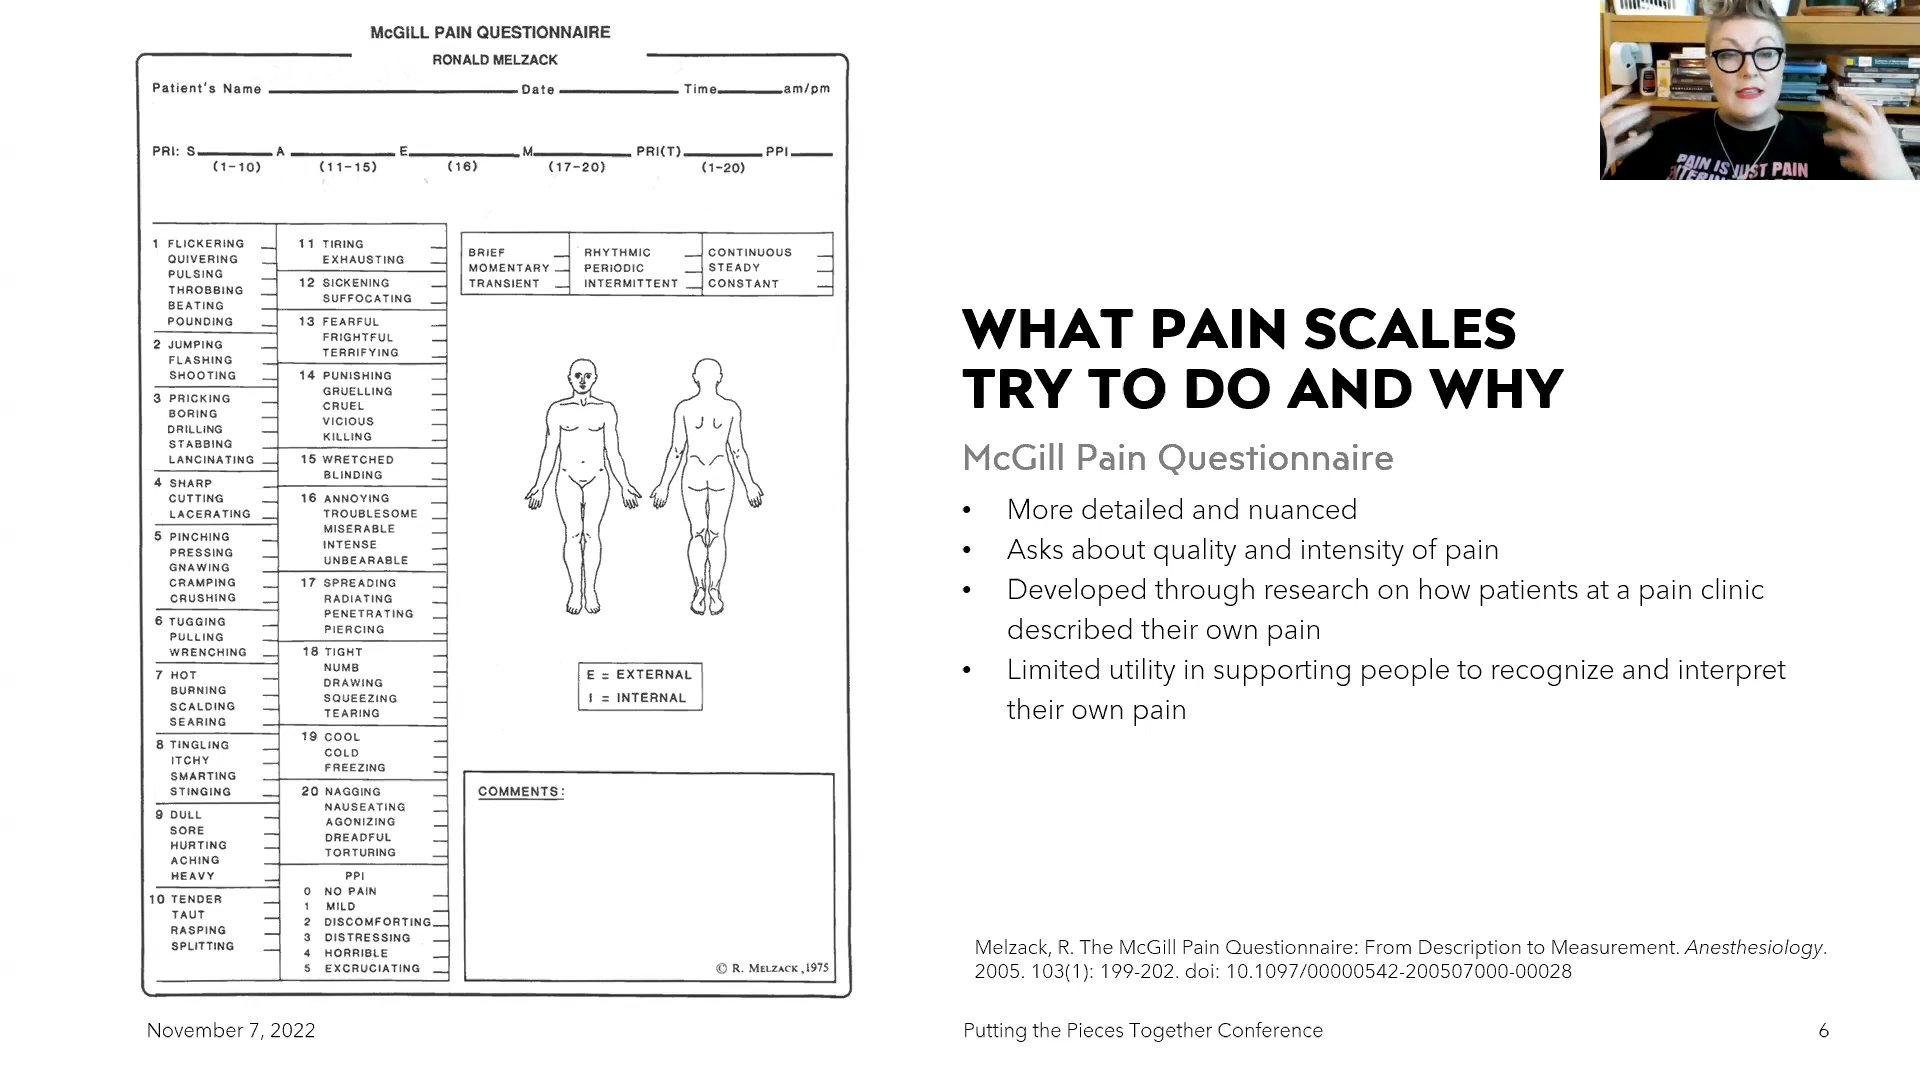 McGILL PAIN QUESTIONNAIRE
RONALD MELZACK
Patient's Name Date Time am/pm
PRI: S A E M PRI(T) PPI
(1-10) (11-15) (16) (17-20) (1-20)
1 FLICKERING
QUIVERING
PULSING
THROBBING
BEATING
POUNDING
2 JUMPING
FLASHING
SHOOTING
3 PRICKING
BORING
DRILLING
STABBING
LANCINATING
4 SHARP
CUTTING
LACERATING
5 PINCHING
PRESSING
GNAWING
CRAMPING
CRUSHING
6 TUGGING
PULLING
WRENCHING
7 HOT
BURNING
SCALDING
SEARING
8 TINGLING
ITCHY
SMARTING
STINGING
9 DULL
SORE
HURTING
ACHING
HEAVY
10 TENDER
TAUT
RASPING
SPLITTING
11 TIRING
EXHAUSTING
12 SICKENING
SUFFOCATING
13 FEARFUL
FRIGHTFUL
TERRIFYING
14 PUNISHING
GRUELLING
CRUEL
VICIOUS
KILLING
15 WRETCHED
BLINDING
16 ANNOYING
TROUBLESOME
MISERABLE
INTENSE
UNBEARABLE
17 SPREADING
RADIATING
PENETRATING
PIERCING
18 TIGHT
NUMB
DRAWING
SQUEEZING
TEARING
19 COOL
COLD
FREEZING
20 NAGGING
NAUSEATING
AGONIZING
DREADFUL
TORTURING
PPI
0 NO PAIN
1 MILD
2 DISCOMFORTING
3 DISTRESSING
4 HORRIBLE
5 EXCRUCIATING
BRIEF
MOMENTARY
TRANSIENT
RHYTHMIC
PERIODIC
INTERMITTENT
CONTINUOUS
STEADY
CONSTANT
E = EXTERNAL
I = INTERNAL
COMMENTS:
© R. MELZACK, 1975
PAIN IS JUST PAIN
WHAT PAIN SCALES
TRY TO DO AND WHY
McGill Pain Questionnaire
• More detailed and nuanced
• Asks about quality and intensity of pain
• Developed through research on how patients at a pain clinic
described their own pain
• Limited utility in supporting people to recognize and interpret
their own pain
Melzack, R. The McGill Pain Questionnaire: From Description to Measurement. Anesthesiology.
2005. 103(1): 199-202. doi: 10.1097/00000542-200507000-00028
November 7, 2022
Putting the Pieces Together Conference
6